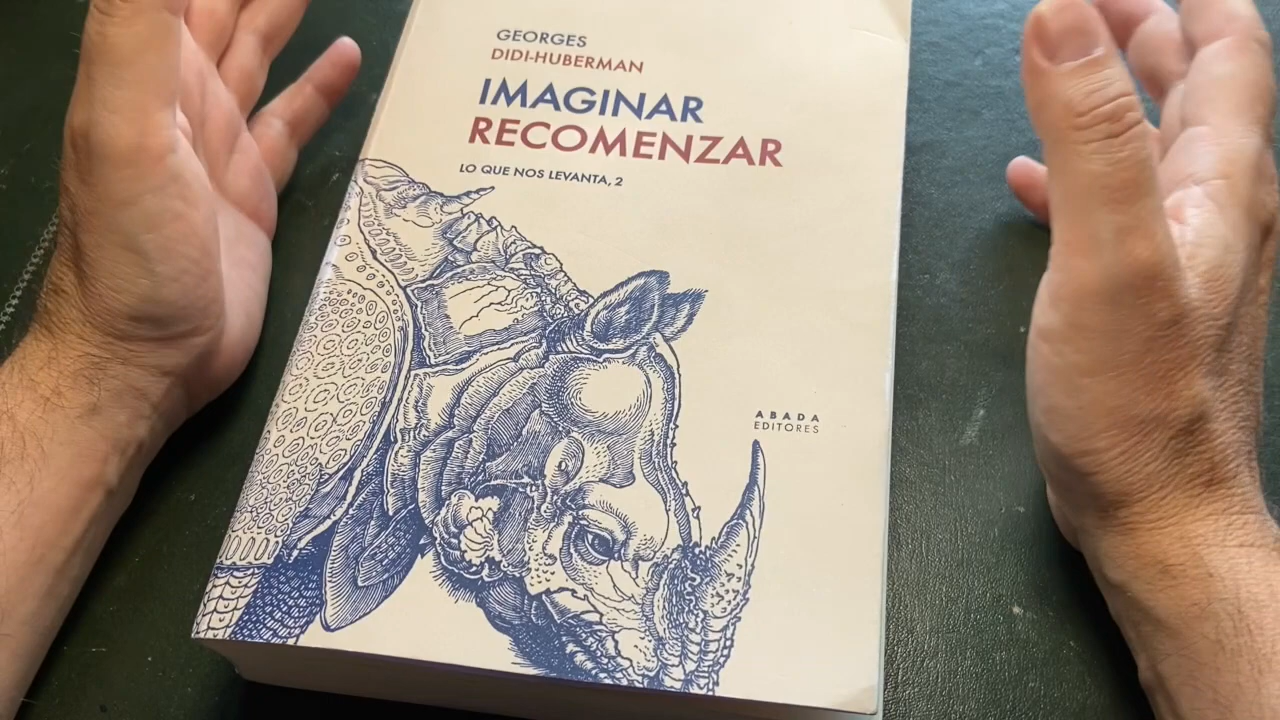 GEORGES
DIDI-HUBERMAN
IMAGINAR
RECOMENZAR
LO QUE NOS LEVANTA, 2
ABADA
EDITORES